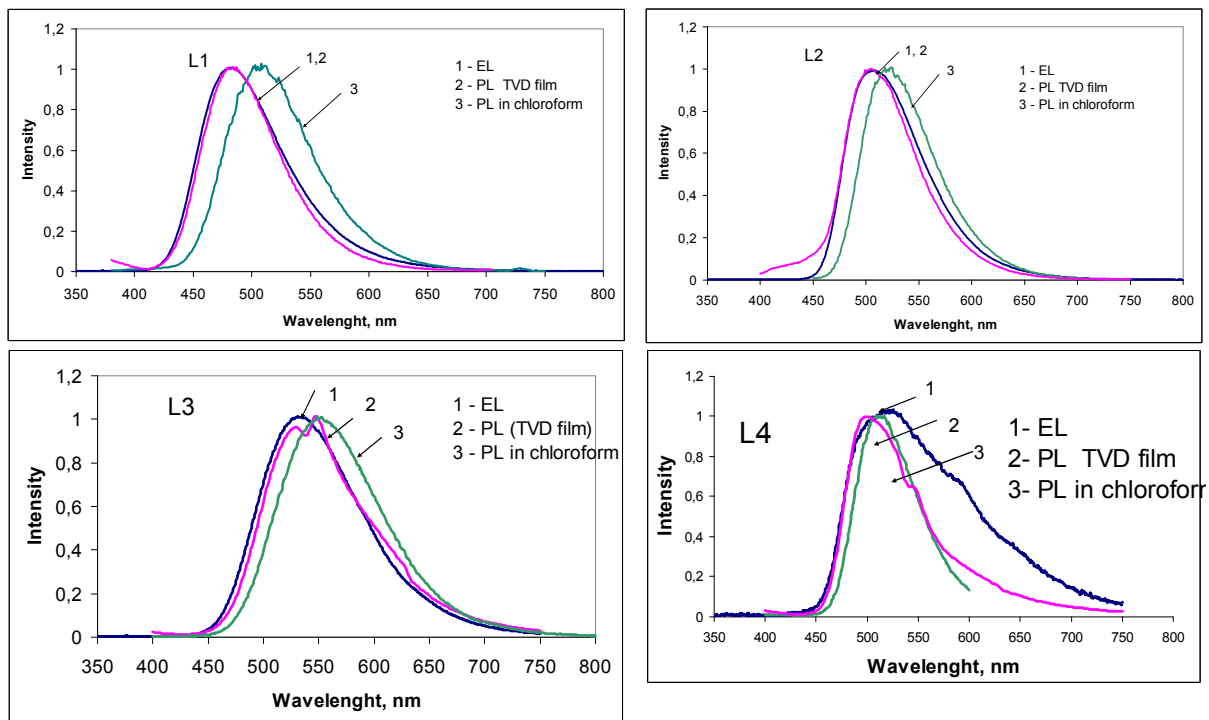 1,2
L1
1, 2
3
1 - EL
2 - PL TVD film
3 - PL in chloroform
1
0,8
0,6
0,4
0,2
0
Intensity
350 400 450 500 550 600 650 700 750 800
Wavelenght, nm
1,2
L2
1, 2
3
1 - EL
2 - PL TVD film
3 - PL in chloroform
1
0,8
0,6
0,4
0,2
0
Intensity
350 400 450 500 550 600 650 700 750 800
Wavelenght, nm
1,2
L3
1
2
3
1 - EL
2 - PL (TVD film)
3 - PL in chloroform
1
0,8
0,6
0,4
0,2
0
Intensity
350 400 450 500 550 600 650 700 750 800
Wavelenght, nm
1,2
L4
1
2
3
1- EL
2- PL TVD film
3- PL in chloroform
1
0,8
0,6
0,4
0,2
0
Intensity
350 400 450 500 550 600 650 700 750 800
Wavelenght, nm